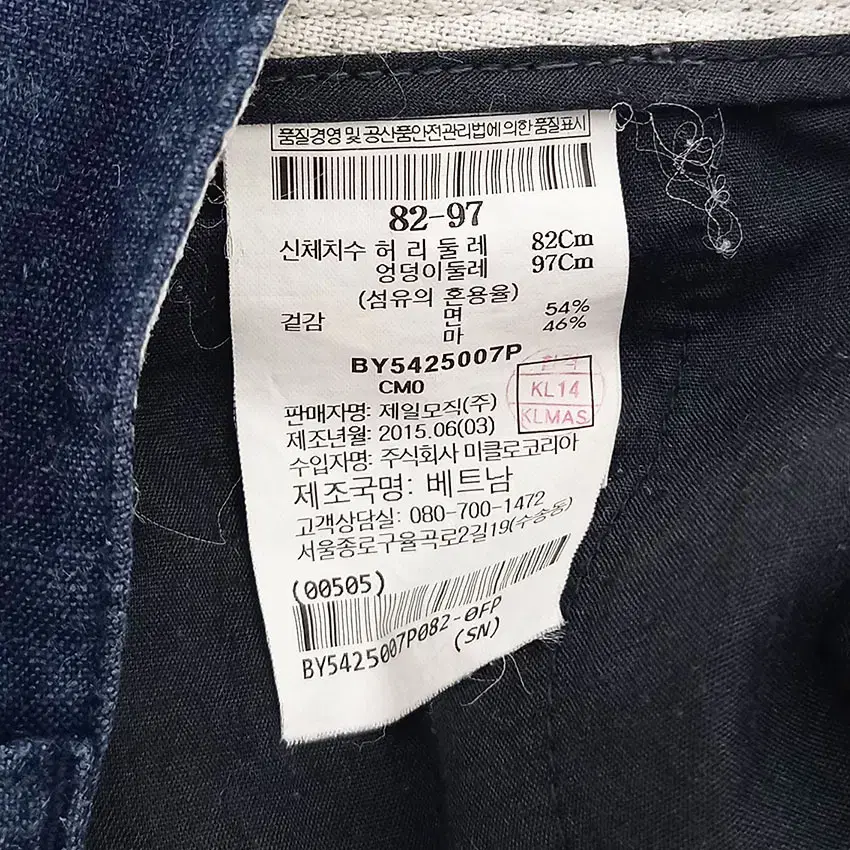 품질경영 및 공산품안전관리법에 의한 품질표시
82-97
신체치수 허 리 둘 레 82Cm
엉덩이둘레 97Cm
(섬유의 혼용율)
겉감 면 54%
마 46%
BY5425007P
CMO
합격
KL14
KLMAS
판매자명: 제일모직(주)
제조년월: 2015.06(03)
수입자명: 주식회사 미클로코리아
제조국명: 베트남
고객상담실: 080-700-1472
서울종로구율곡로2길19(수송동)
(00505)
BY5425007P082-0FP
(SN)